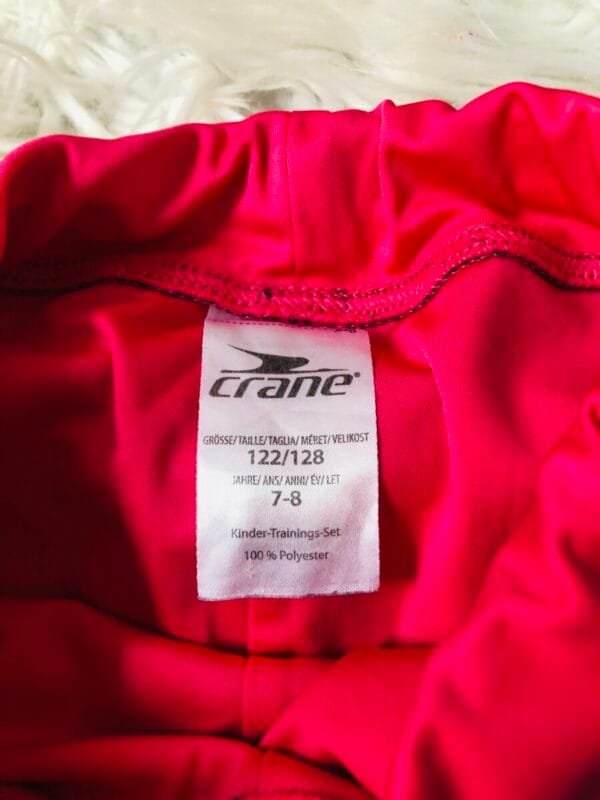 crane®
GRÖSSE/TAILLE/TAGLIA/MÉRET/VELIKOST
122/128
JAHRE/ANS/ANNI/ÉV/LET
7-8
Kinder-Trainings-Set
100 % Polyester